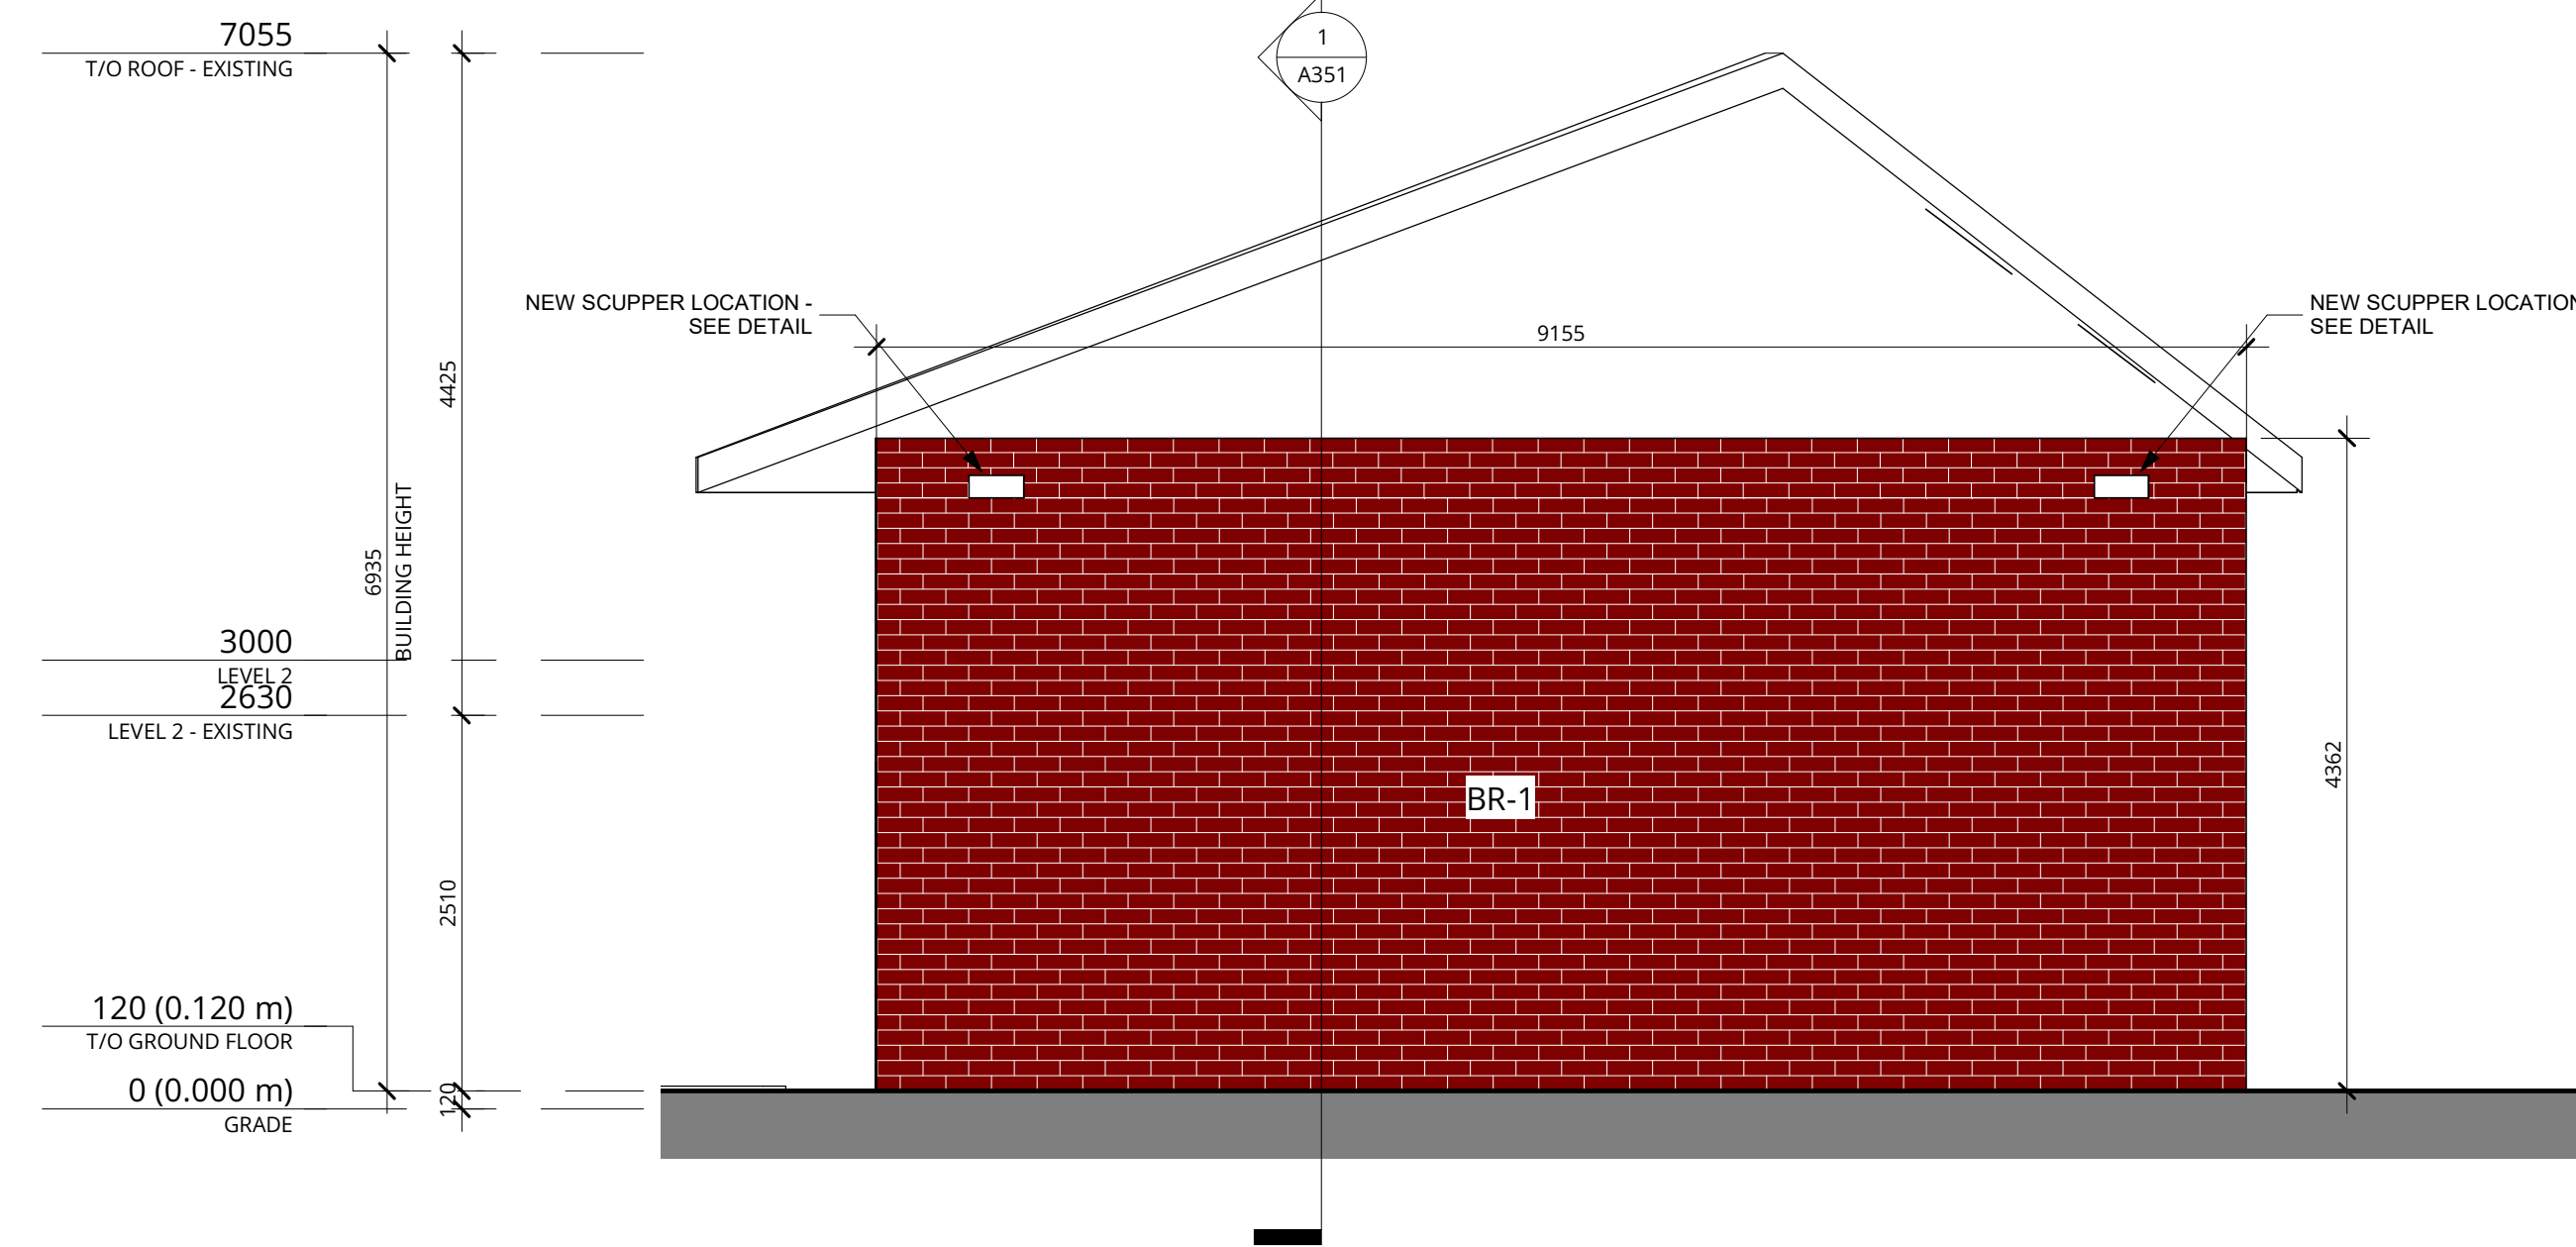 7055
T/O ROOF - EXISTING
1
A351
NEW SCUPPER LOCATION -
SEE DETAIL
9155
NEW SCUPPER LOCATION
SEE DETAIL
4425
6935
BUILDING HEIGHT
3000
LEVEL 2
2630
LEVEL 2 - EXISTING
4362
BR-1
2510
120 (0.120 m)
T/O GROUND FLOOR
0 (0.000 m)
GRADE
120